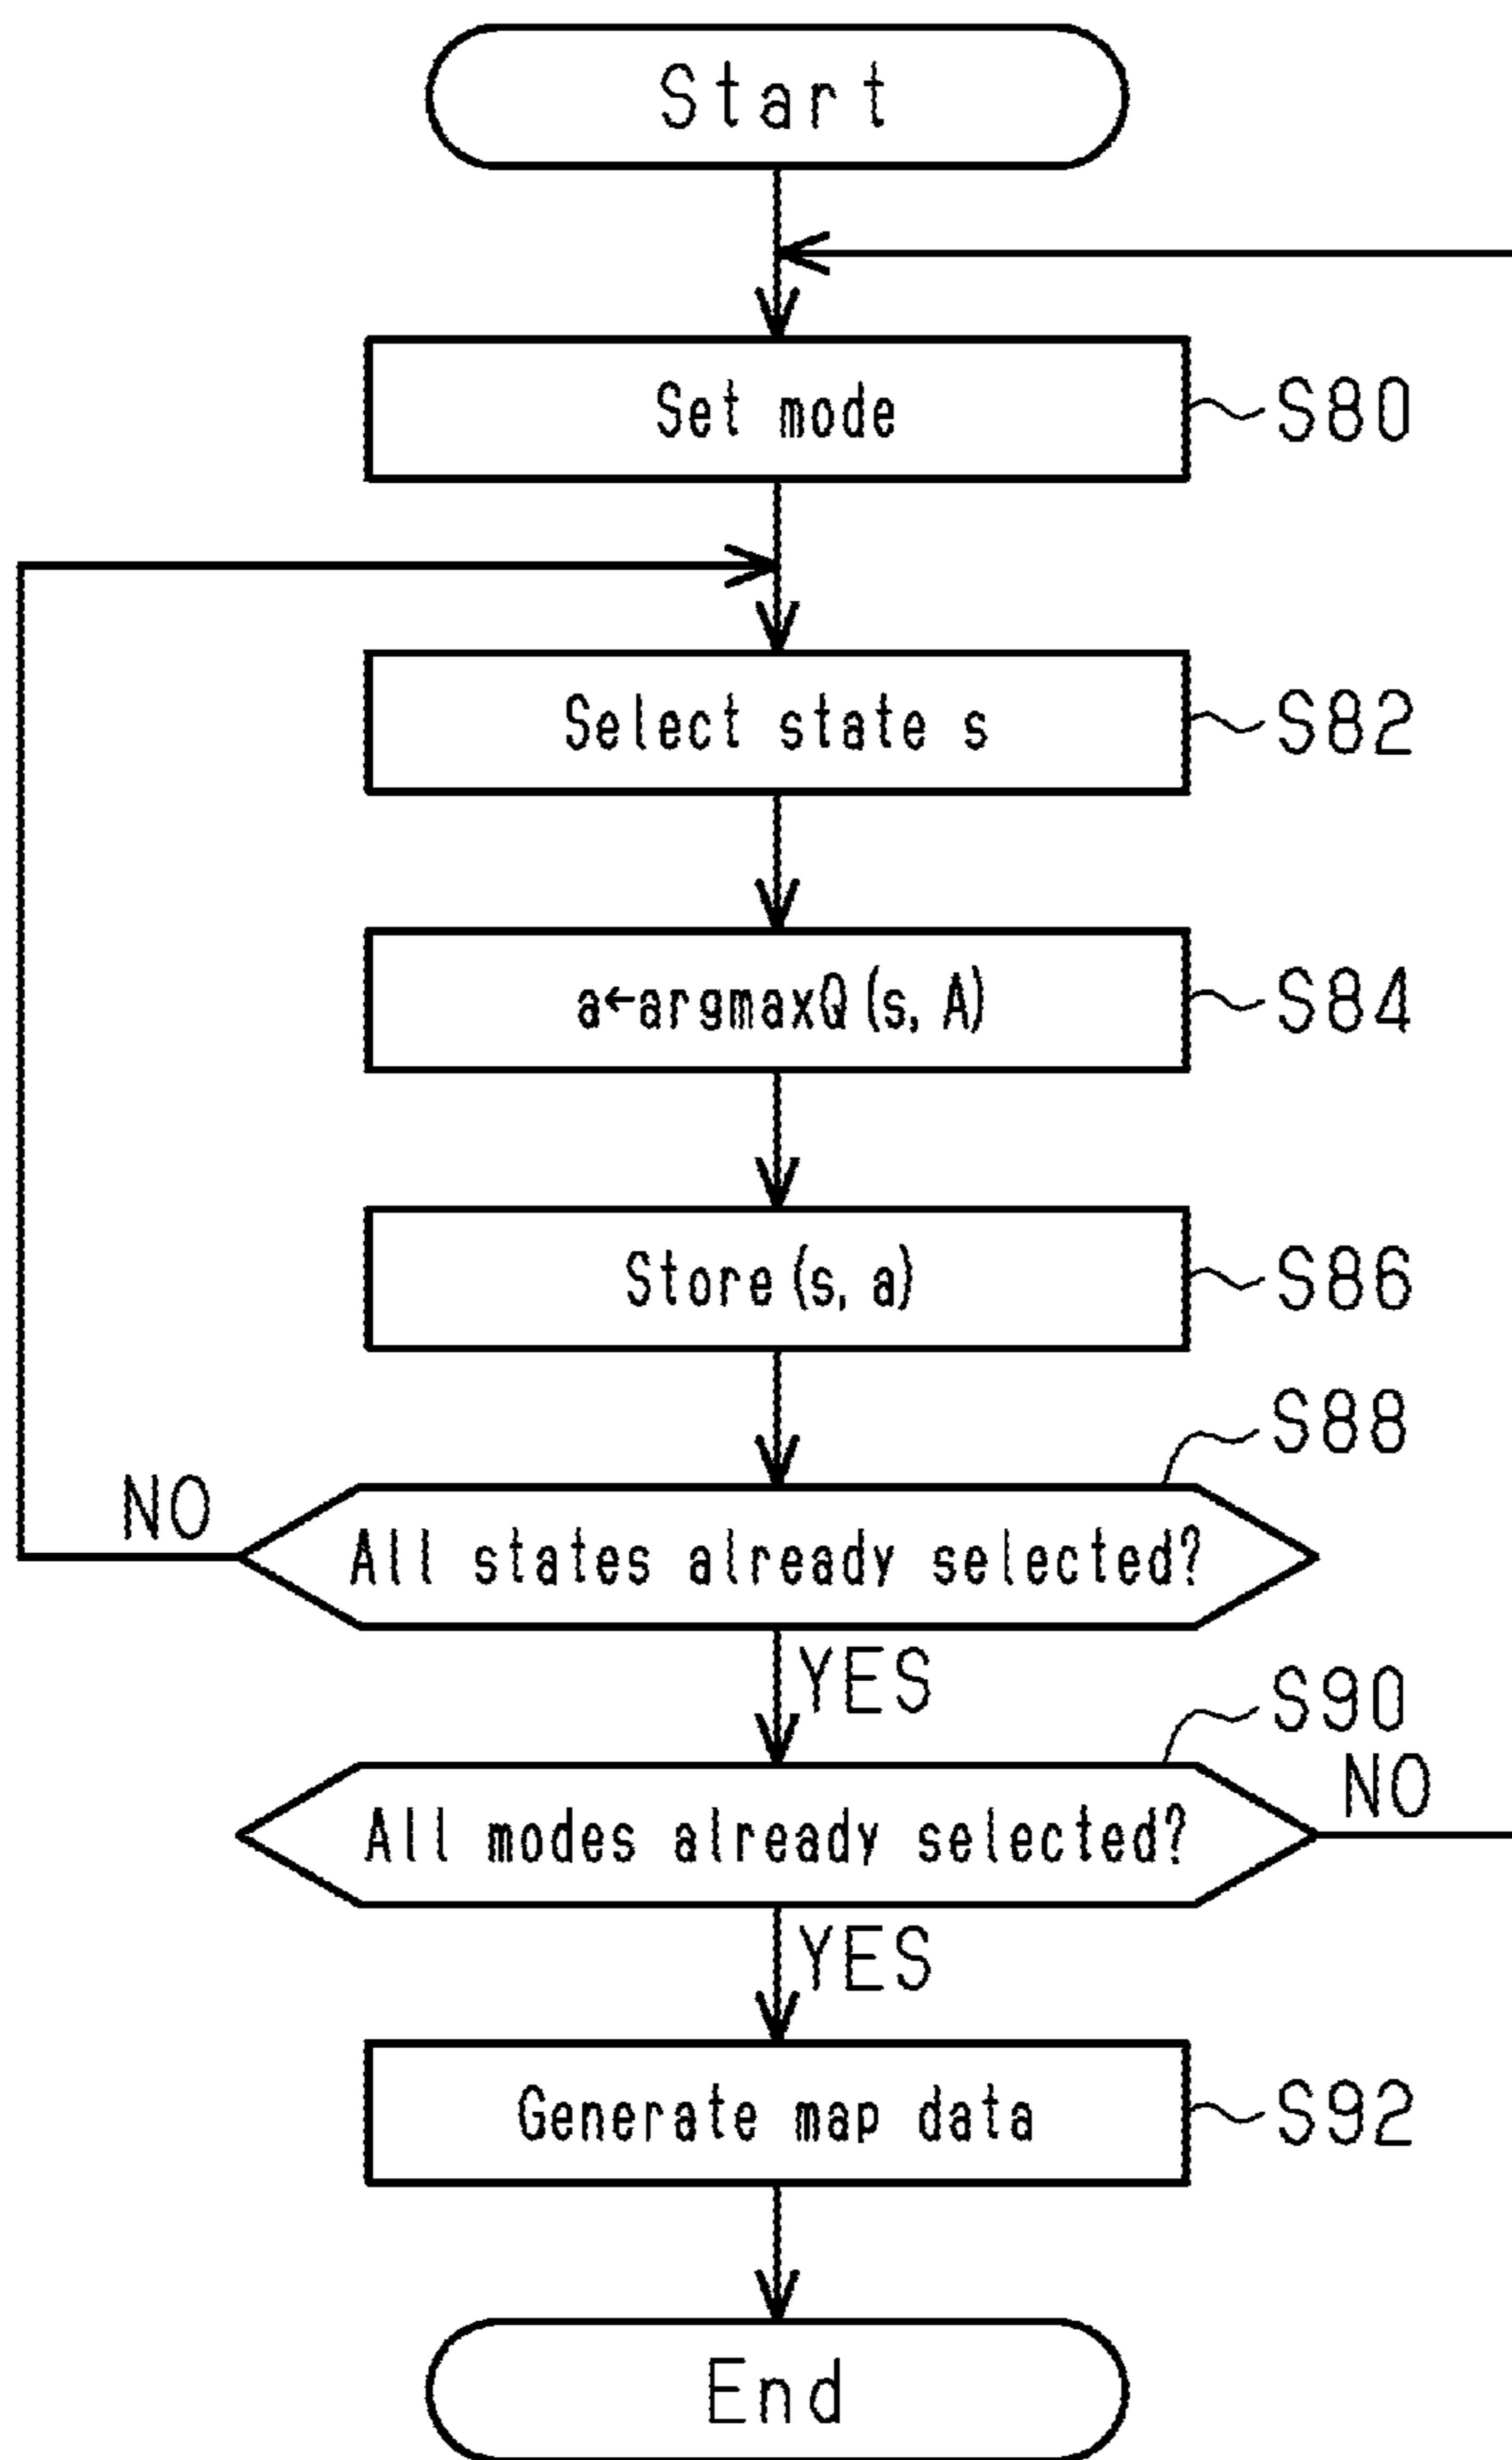 Start
Set mode
S80
Select state s
S82
a←argmaxQ(s, A)
S84
Store(s, a)
S86
S88
NO
All states already selected?
YES
S90
NO
All modes already selected?
YES
Generate map data
S92
End